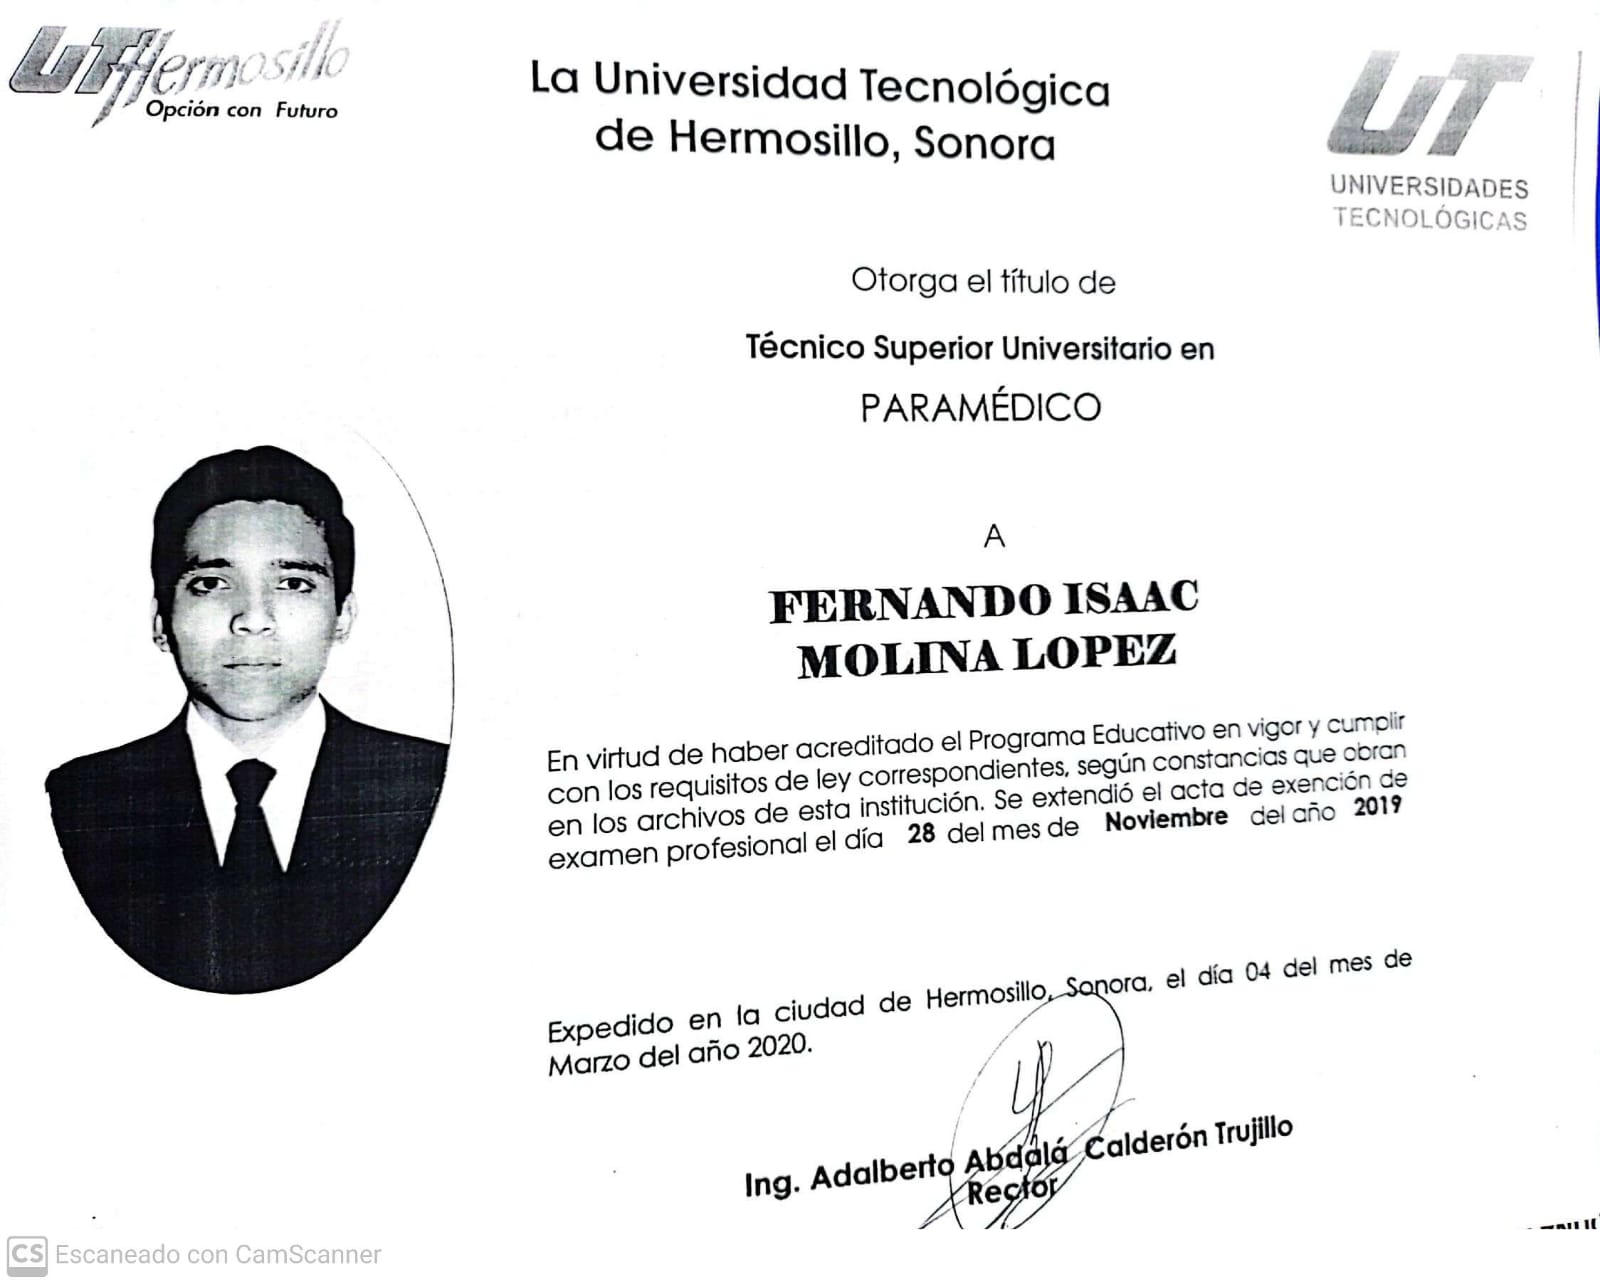 UTHermosillo
Opción con Futuro
La Universidad Tecnológica
de Hermosillo, Sonora
UT
UNIVERSIDADES
TECNOLÓGICAS
Otorga el título de
Técnico Superior Universitario en
PARAMÉDICO
A
FERNANDO ISAAC
MOLINA LOPEZ
En virtud de haber acreditado el Programa Educativo en vigor y cumplir
con los requisitos de ley correspondientes, según constancias que obran
en los archivos de esta institución. Se extendió el acta de exención de
examen profesional el día 28 del mes de Noviembre del año 2019
Expedido en la ciudad de Hermosillo, Sonora, el día 04 del mes de
Marzo del año 2020.
Ing. Adalberto Abdalá Calderón Trujillo
Rector
CS Escaneado con CamScanner